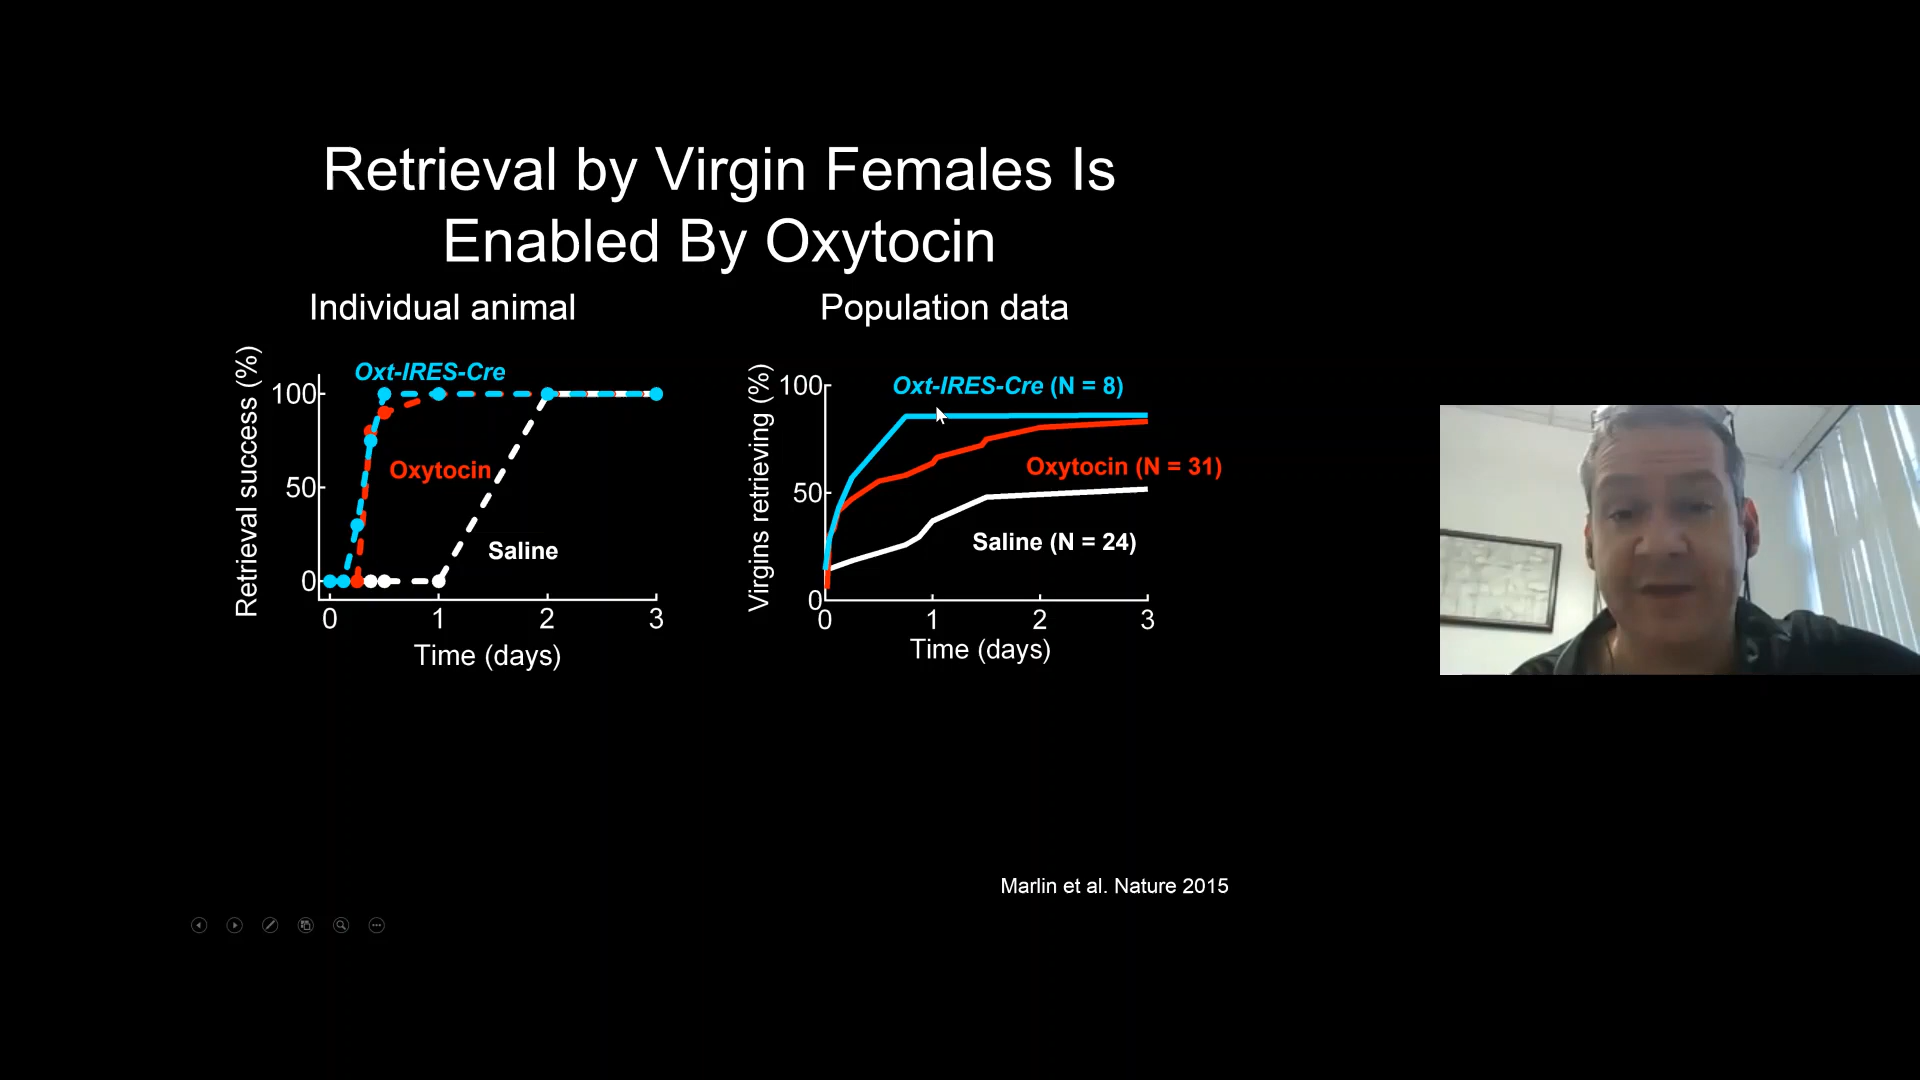 Retrieval by Virgin Females Is
Enabled By Oxytocin
Individual animal
Retrieval success (%)
100
50
0
Oxt-IRES-Cre
Oxytocin
Saline
0 1 2 3
Time (days)
Population data
Virgins retrieving (%)
100
50
0
Oxt-IRES-Cre (N = 8)
Oxytocin (N = 31)
Saline (N = 24)
0 1 2 3
Time (days)
Marlin et al. Nature 2015